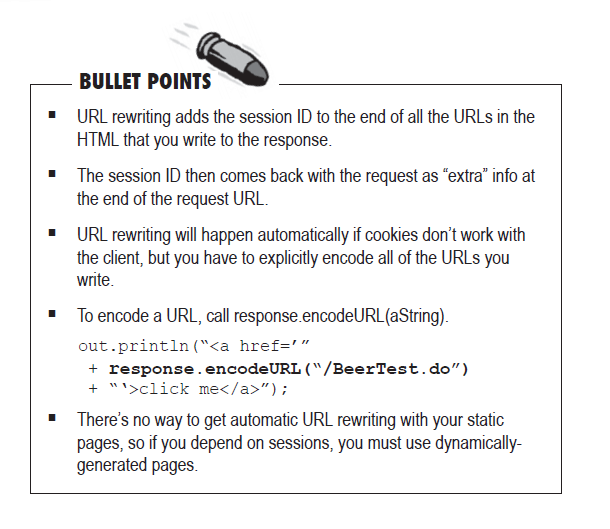 BULLET POINTS
▪ URL rewriting adds the session ID to the end of all the URLs in the
HTML that you write to the response.
▪ The session ID then comes back with the request as “extra” info at
the end of the request URL.
▪ URL rewriting will happen automatically if cookies don’t work with
the client, but you have to explicitly encode all of the URLs you
write.
▪ To encode a URL, call response.encodeURL(aString).
out.println(“<a href=’”
+ response.encodeURL(“/BeerTest.do”)
+ “‘>click me</a>”);
▪ There’s no way to get automatic URL rewriting with your static
pages, so if you depend on sessions, you must use dynamically-
generated pages.